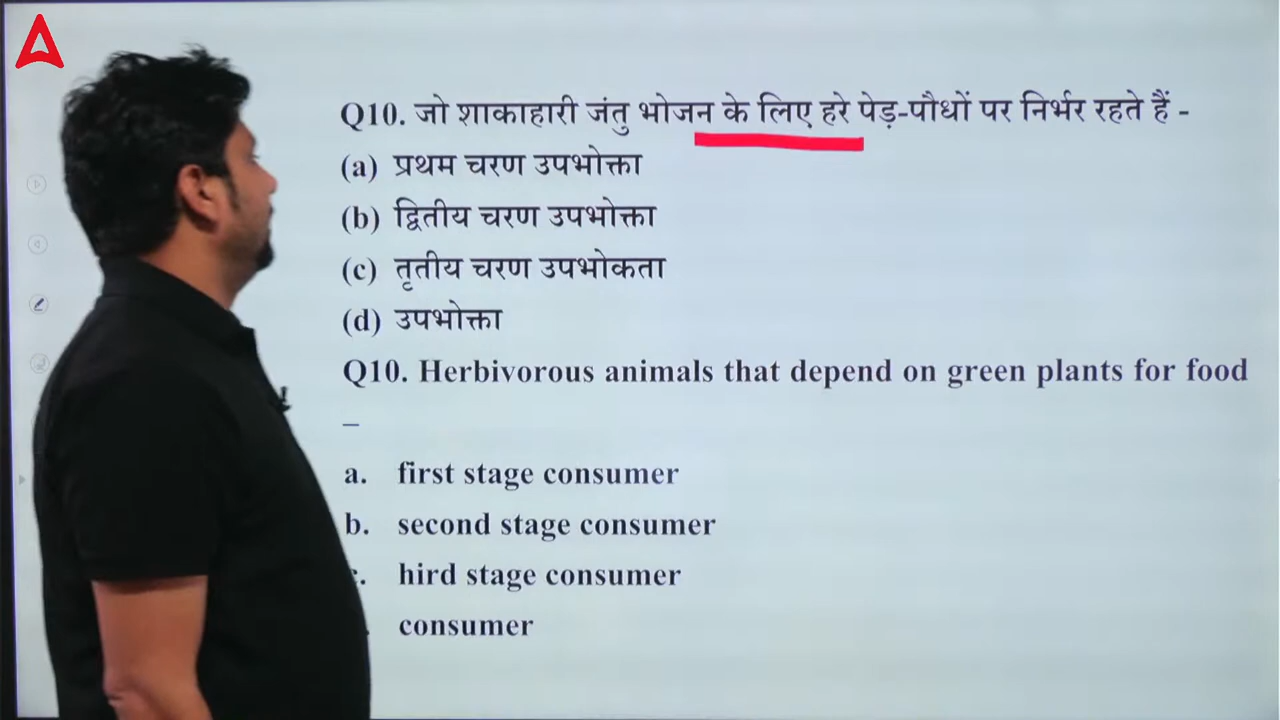 Q10. जो शाकाहारी जंतु भोजन के लिए हरे पेड़-पौधों पर निर्भर रहते हैं -
(a) प्रथम चरण उपभोक्ता
(b) द्वितीय चरण उपभोक्ता
(c) तृतीय चरण उपभोकता
(d) उपभोक्ता
Q10. Herbivorous animals that depend on green plants for food
–
a. first stage consumer
b. second stage consumer
. hird stage consumer
. consumer